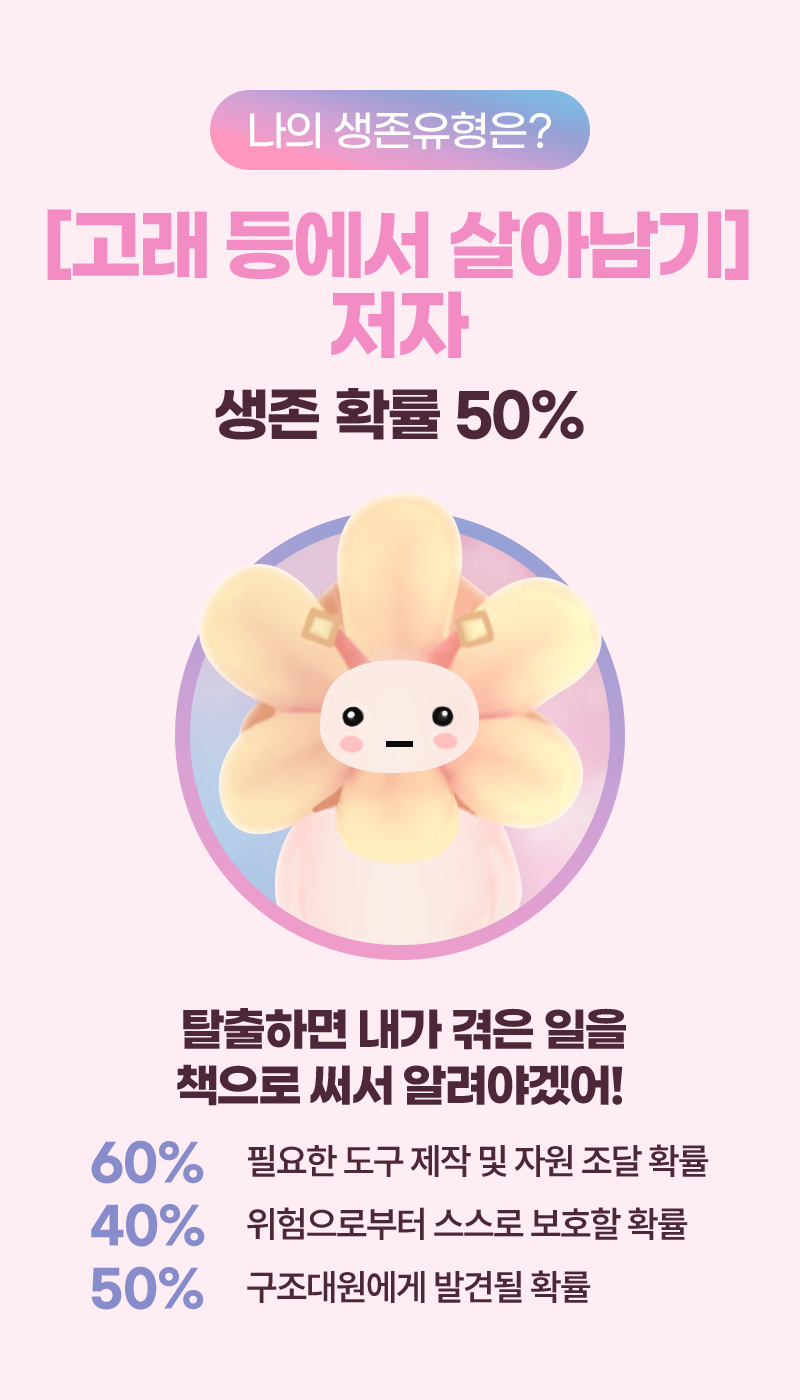 나의 생존유형은?
[고래 등에서 살아남기]
저자
생존 확률 50%
탈출하면 내가 겪은 일을
책으로 써서 알려야겠어!
60% 필요한 도구 제작 및 자원 조달 확률
40% 위험으로부터 스스로 보호할 확률
50% 구조대원에게 발견될 확률